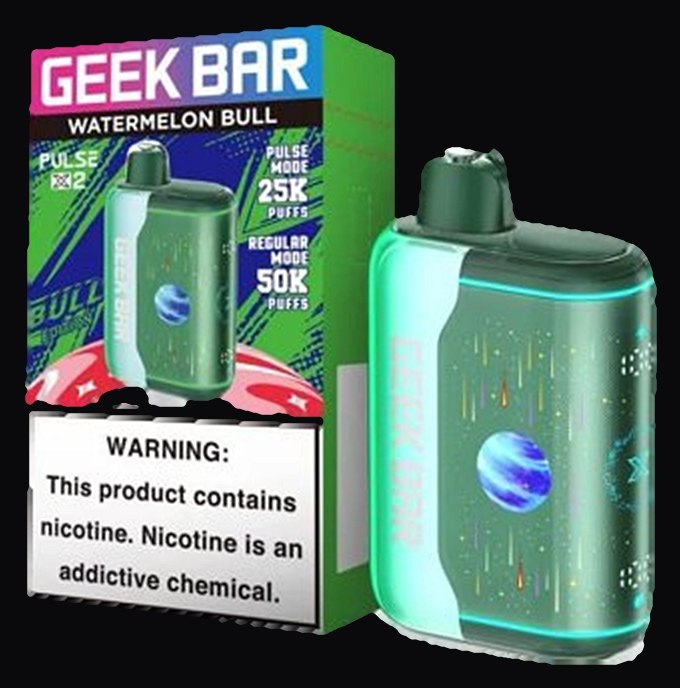 GEEK BAR
WATERMELON BULL
PULSE
X2
PULSE
MODE
25K
PUFFS
REGULAR
MODE
50K
PUFFS
BULL
GEEK BAR
WARNING:
This product contains
nicotine. Nicotine is an
addictive chemical.
GEEK BAR